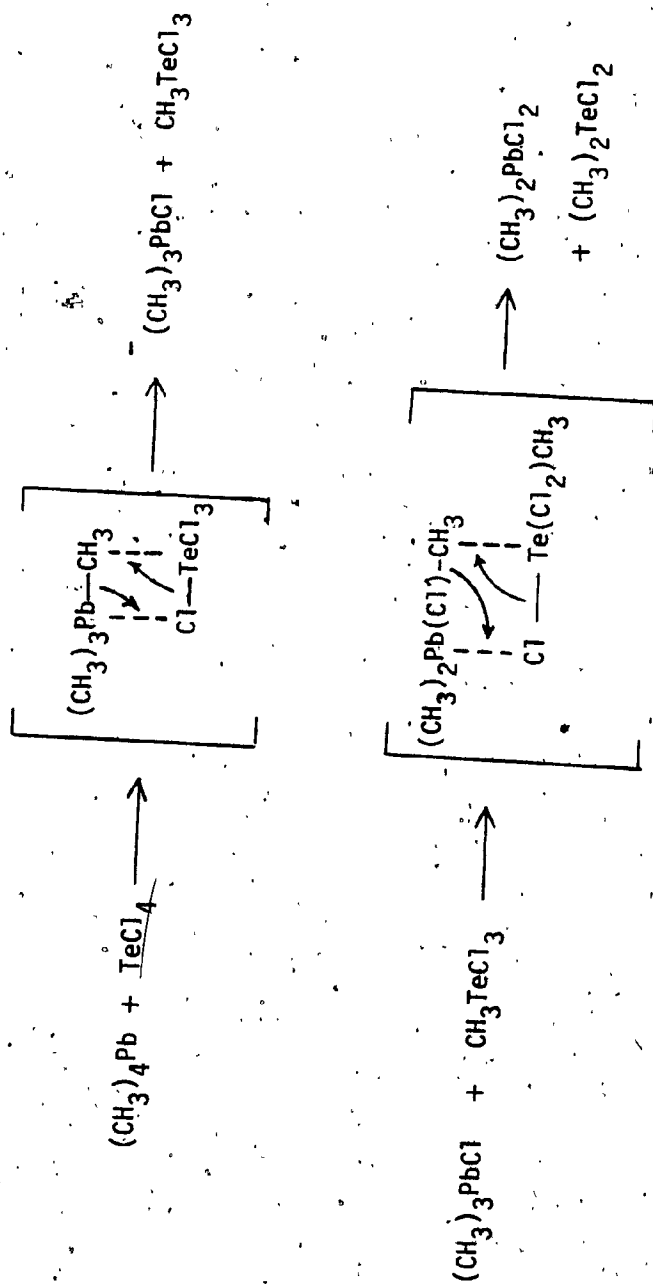 (CH3)4Pb + TeCl4 ⟶ [ (CH3)3Pb—CH3
Cl—TeCl3 ] ⟶ (CH3)3PbCl + CH3TeCl3
(CH3)3PbCl + CH3TeCl3 ⟶ [ (CH3)2Pb(Cl)-CH3
Cl — Te(Cl2)CH3 ] ⟶ (CH3)2PbCl2
+ (CH3)2TeCl2